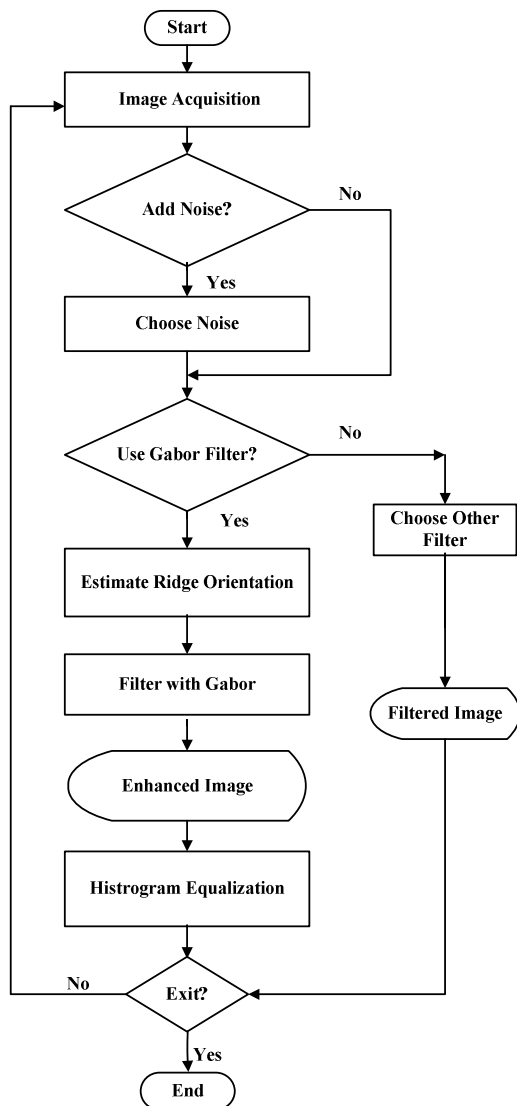 Start
Image Acquisition
Add Noise?
No
Yes
Choose Noise
Use Gabor Filter?
No
Yes
Choose Other
Filter
Estimate Ridge Orientation
Filter with Gabor
Filtered Image
Enhanced Image
Histrogram Equalization
Exit?
No
Yes
End